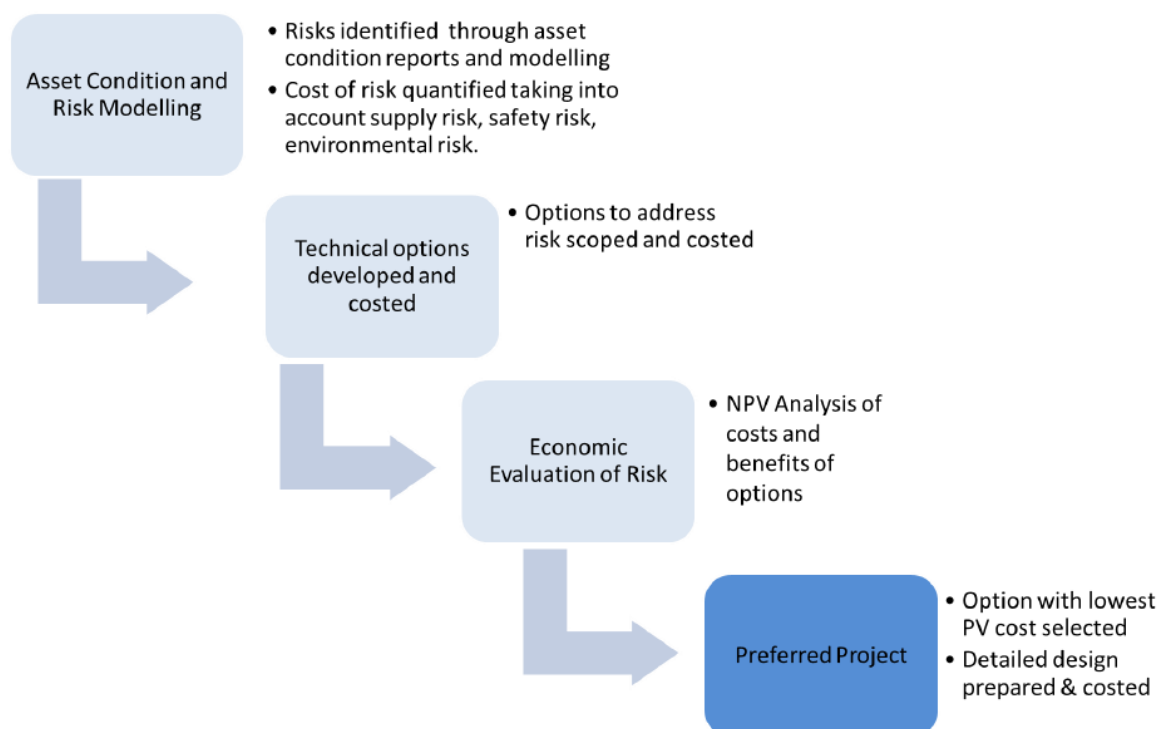 Asset Condition and
Risk Modelling
• Risks identified through asset
condition reports and modelling
• Cost of risk quantified taking into
account supply risk, safety risk,
environmental risk.
Technical options
developed and
costed
• Options to address
risk scoped and costed
Economic
Evaluation of Risk
• NPV Analysis of
costs and
benefits of
options
Preferred Project
• Option with lowest
PV cost selected
• Detailed design
prepared & costed